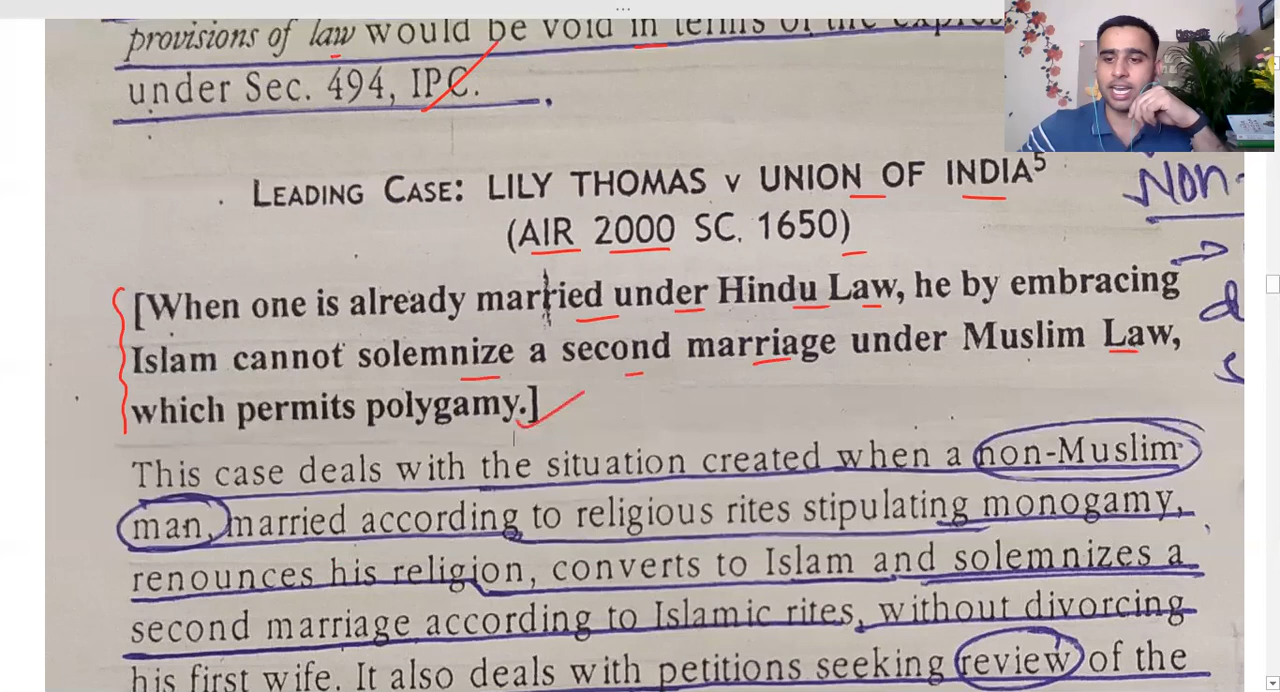 provisions of law would be void in terms of the
under Sec. 494, IPC.
LEADING CASE: LILY THOMAS v UNION OF INDIA5
(AIR 2000 SC. 1650)
Non-
[When one is already married under Hindu Law, he by embracing
Islam cannot solemnize a second marriage under Muslim Law,
which permits polygamy.]
This case deals with the situation created when a non-Muslim
man, married according to religious rites stipulating monogamy,
renounces his religion, converts to Islam and solemnizes a
second marriage according to Islamic rites, without divorcing
his first wife. It also deals with petitions seeking review of the